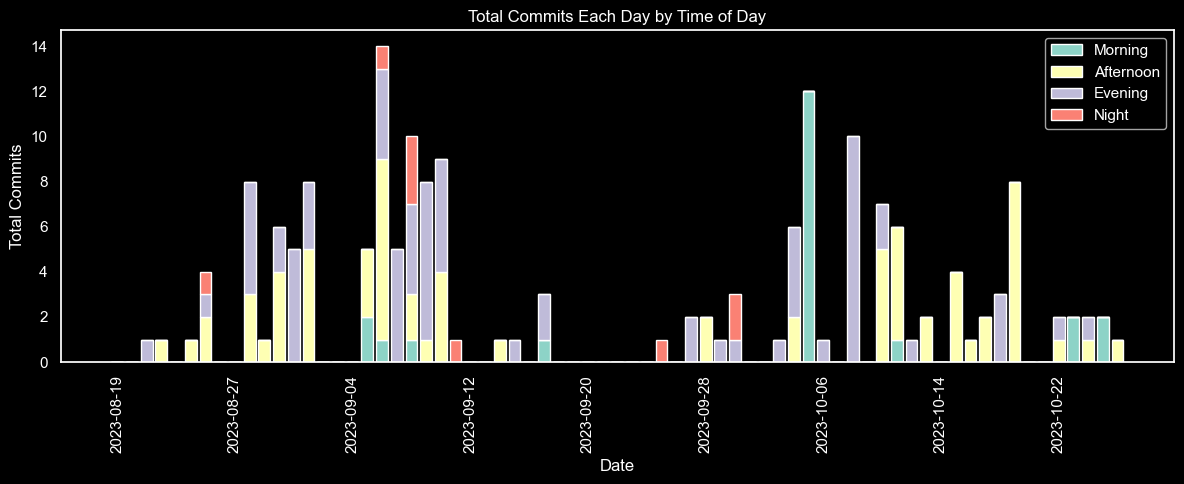 Total Commits Each Day by Time of Day
Morning
Afternoon
Evening
Night
Total Commits
14
12
10
8
6
4
2
0
2023-08-19
2023-08-27
2023-09-04
2023-09-12
2023-09-20
2023-09-28
2023-10-06
2023-10-14
2023-10-22
Date